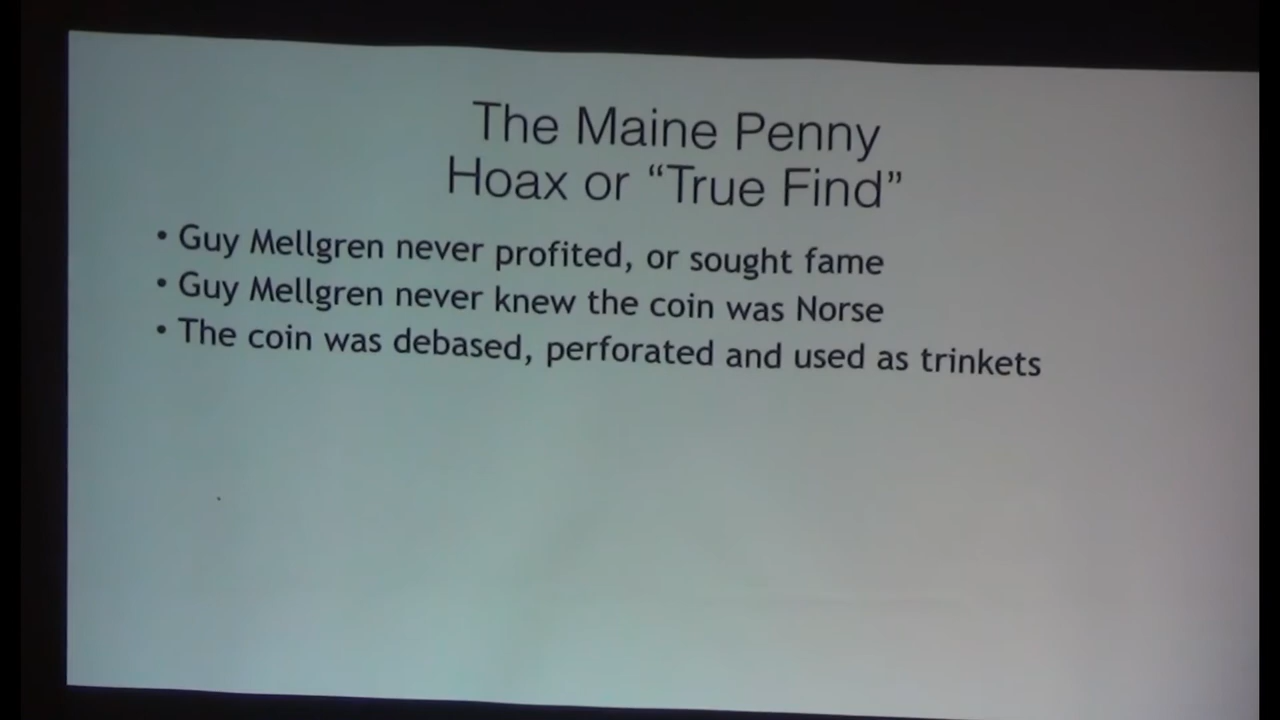 The Maine Penny
Hoax or “True Find”
• Guy Mellgren never profited, or sought fame
• Guy Mellgren never knew the coin was Norse
• The coin was debased, perforated and used as trinkets